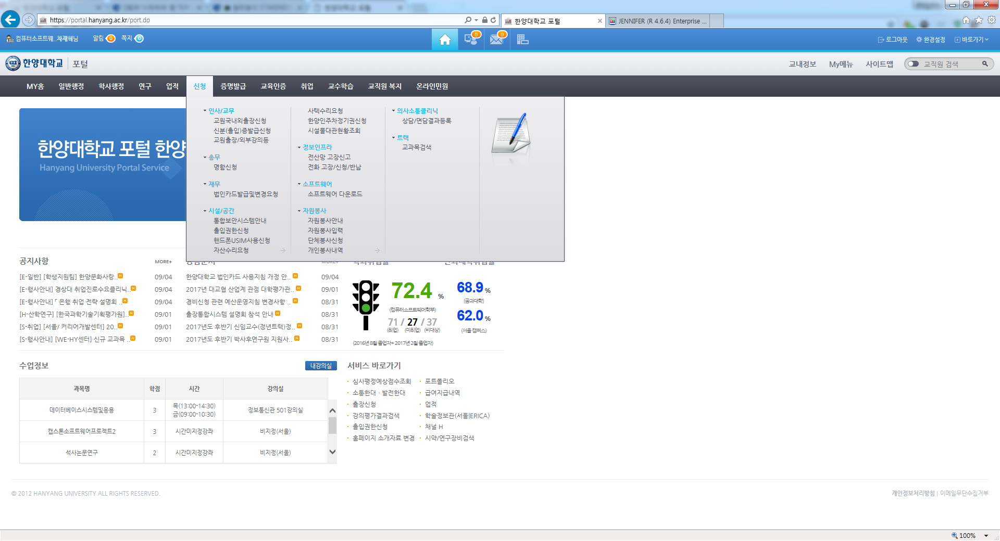 https://portal.hanyang.ac.kr/port.do
한양대학교 포털
JENNIFER (R 4.6.4) Enterprise ...
컴퓨터소프트웨..차재혁님
알림 0
쪽지 0
0
0
로그아웃
환경설정
바로가기
한양대학교 포털
교내정보
My메뉴
사이트맵
교직원 검색
MY홈
일반행정
학사행정
연구
업적
신청
증명발급
교육인증
취업
교수학습
교직원 복지
온라인민원
한양대학교 포털 한양
Hanyang University Portal Service
인사/교무
교원국내외출장신청
신분(출입)증발급신청
교원출장/외부강의등
총무
명함신청
재무
법인카드발급및변경요청
시설/공간
통합보안시스템안내
출입권한신청
핸드폰USIM사용신청
자산수리요청
사택수리요청
한양인주차정기권신청
시설물대관현황조회
정보인프라
전산망 고장신고
전화 고장/신청/반납
소프트웨어
소프트웨어 다운로드
자원봉사
자원봉사안내
자원봉사입력
단체봉사신청
개인봉사내역
의사소통클리닉
상담/면담결과등록
트랙
교과목검색
공지사항
MORE+
[E-일반] [학생지원팀] 한양문화사랑.. 09/04
[E-행사안내] 경상대 취업진로수요클리닉.. 09/04
[E-행사안내]「 은행 취업 전략 설명회 .. 09/04
[H-산학연구] [한국과학기술기획평가원].. 09/01
[S-취업] [서울/ 커리어개발센터] 20.. 09/01
[S-행사안내] [WE-HY센터] 신규 교과목 .. 09/01
MORE+
한양대학교 법인카드 사용지침 개정 안.. 09/04
2017년 대교협 산업계 관점 대학평가관.. 09/01
경비신청 관련 예산운영지침 변경사항 .. 08/31
출장통합시스템 설명회 참석 안내 08/31
2017년도 후반기 신임교수(정년트랙)정.. 08/31
2017년도 후반기 박사후연구원 지원사.. 08/31
72.4 %
(컴퓨터소프트웨어학부)
71 / 27 / 37
(취업) (미취업) (비대상)
(2016년 8월 졸업자+ 2017년 2월 졸업자)
68.9 %
(공과대학)
62.0 %
(서울 캠퍼스)
수업정보
내강의실
과목명 학점 시간 강의실
데이터베이스시스템및응용 3 목(13:00-14:30) 정보통신관 501강의실
금(09:00-10:30)
캡스톤소프트웨어프로젝트2 3 시간미지정강좌 비지정(서울)
석사논문연구 2 시간미지정강좌 비지정(서울)
서비스 바로가기
심사평정예상점수조회
포트폴리오
소통한대 · 발전한대
급여지급내역
출장신청
업적
강의평가결과검색
학술정보관(서울|ERICA)
출입권한신청
채널 H
홈페이지 소개자료 변경
시약/연구장비검색
© 2012 HANYANG UNIVERSITY ALL RIGHTS RESERVED.
개인정보처리방침 | 이메일무단수집거부
100%